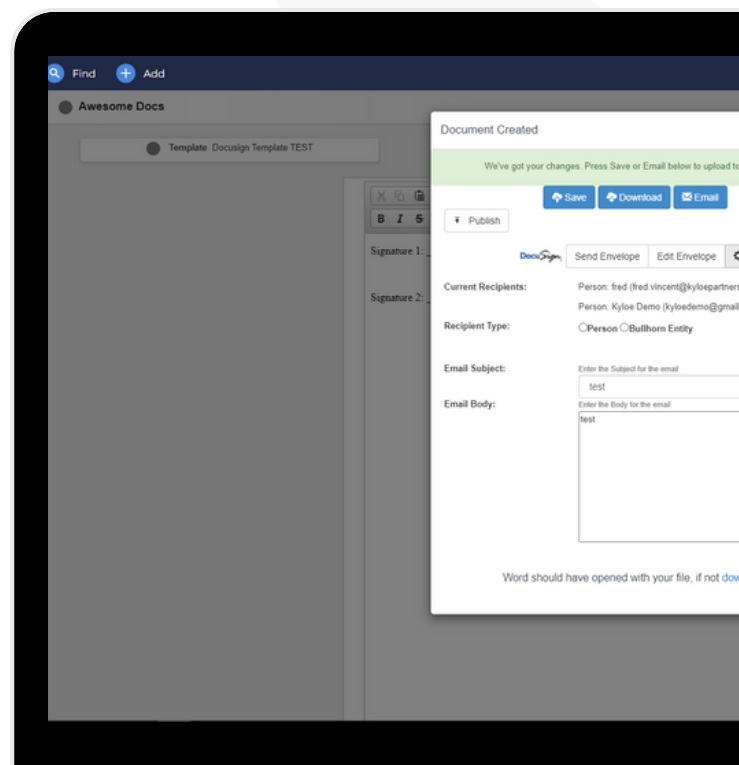 Find Add
Awesome Docs
Template Docusign Template TEST
Document Created
We've got your changes. Press Save or Email below to upload to
Save Download Email
Publish
B I S
Signature 1: _
DocuSign Send Envelope Edit Envelope
Current Recipients: Person: fred (fred.vincent@kyloepartners
Signature 2: _
Person: Kyloe Demo (kyloedemo@gmail
Recipient Type: Person Bullhorn Entity
Email Subject: Enter the Subject for the email
test
Email Body: Enter the Body for the email
test
Word should have opened with your file, if not dow